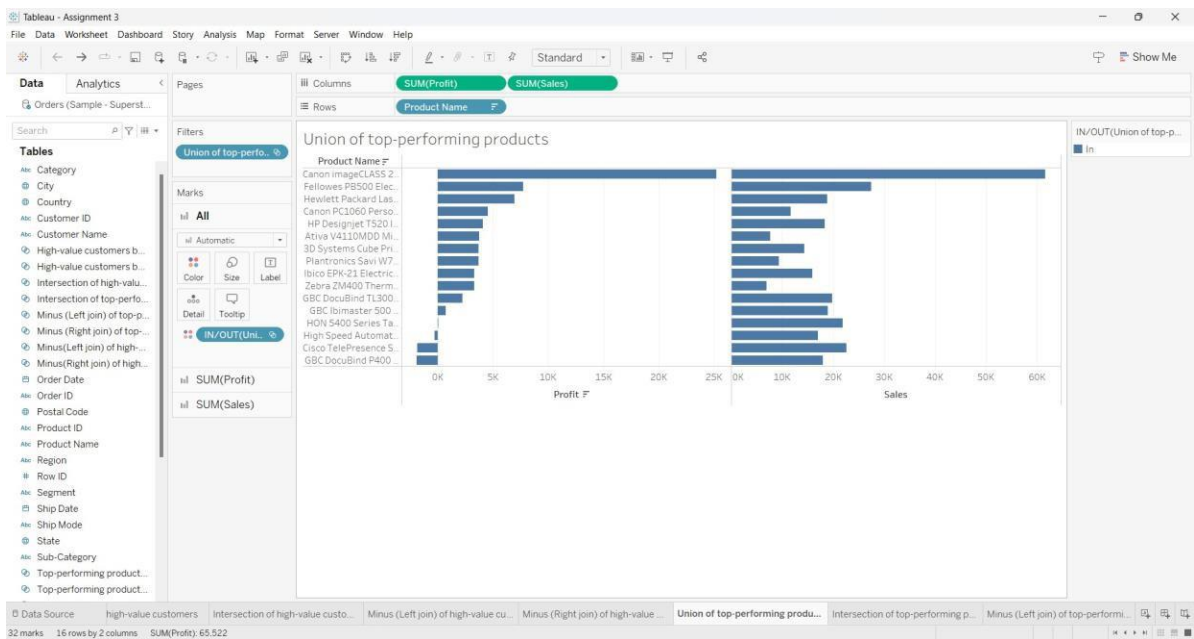 Tableau - Assignment 3
File Data Worksheet Dashboard Story Analysis Map Format Server Window Help
Standard
Show Me
Data Analytics
Orders (Sample - Superst...
Search
Tables
Category
City
Country
Customer ID
Customer Name
High-value customers b...
High-value customers b...
Intersection of high-valu...
Intersection of top-perfo...
Minus (Left join) of top-p...
Minus (Right join) of top-...
Minus(Left join) of high-...
Minus(Right join) of high...
Order Date
Order ID
Postal Code
Product ID
Product Name
Region
Row ID
Segment
Ship Date
Ship Mode
State
Sub-Category
Top-performing product...
Top-performing product...
Pages
Filters
Union of top-perfo..
Marks
All
Automatic
Color Size Label
Detail Tooltip
IN/OUT(Uni..
SUM(Profit)
SUM(Sales)
Columns SUM(Profit) SUM(Sales)
Rows Product Name
Union of top-performing products
Product Name
Canon imageCLASS 2..
Fellowes PB500 Elec..
Hewlett Packard Las..
Canon PC1060 Perso..
HP Designjet T520 I..
Ativa V4110MDD Mi..
3D Systems Cube Pri..
Plantronics Savi W7..
Ibico EPK-21 Electric..
Zebra ZM400 Therm..
GBC DocuBind TL300..
GBC Ibimaster 500 ..
HON 5400 Series Ta..
High Speed Automat..
Cisco TelePresence S..
GBC DocuBind P400 ..
0K 5K 10K 15K 20K 25K 0K 10K 20K 30K 40K 50K 60K
Profit Sales
IN/OUT(Union of top-p...
In
Data Source high-value customers Intersection of high-value custo... Minus (Left join) of high-value cu... Minus (Right join) of high-value ... Union of top-performing produ... Intersection of top-performing p... Minus (Left join) of top-performi...
32 marks 16 rows by 2 columns SUM(Profit): 65.522